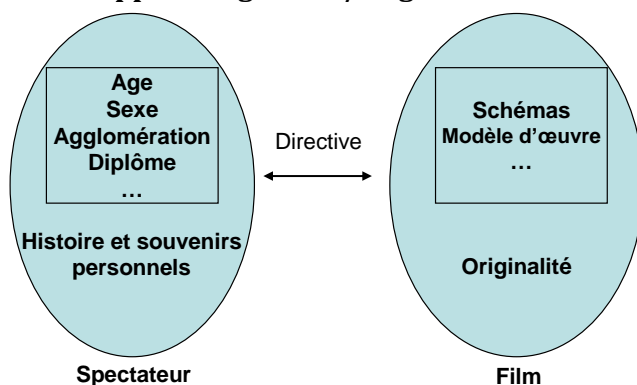 Age
Sexe
Agglomération
Diplôme
…
Histoire et souvenirs
personnels
Spectateur
Directive
Schémas
Modèle d’œuvre
…
Originalité
Film